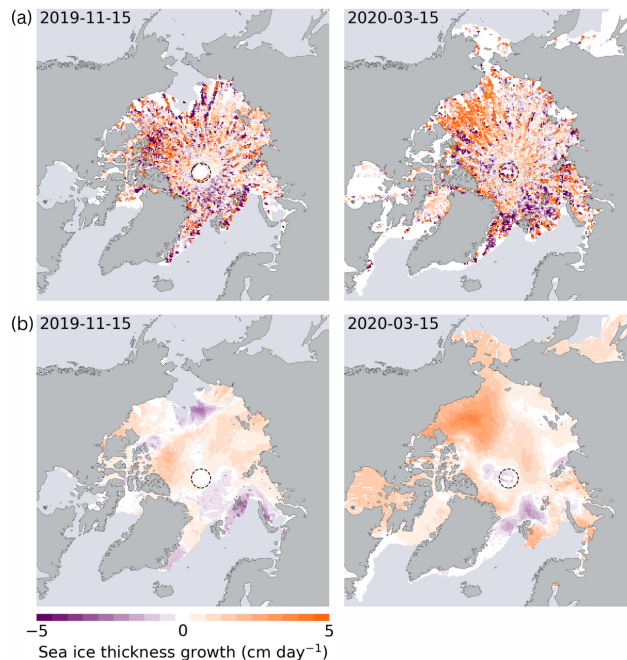 (a) 2019-11-15 2020-03-15
(b) 2019-11-15 2020-03-15
−5 0 5
Sea ice thickness growth (cm day⁻¹)